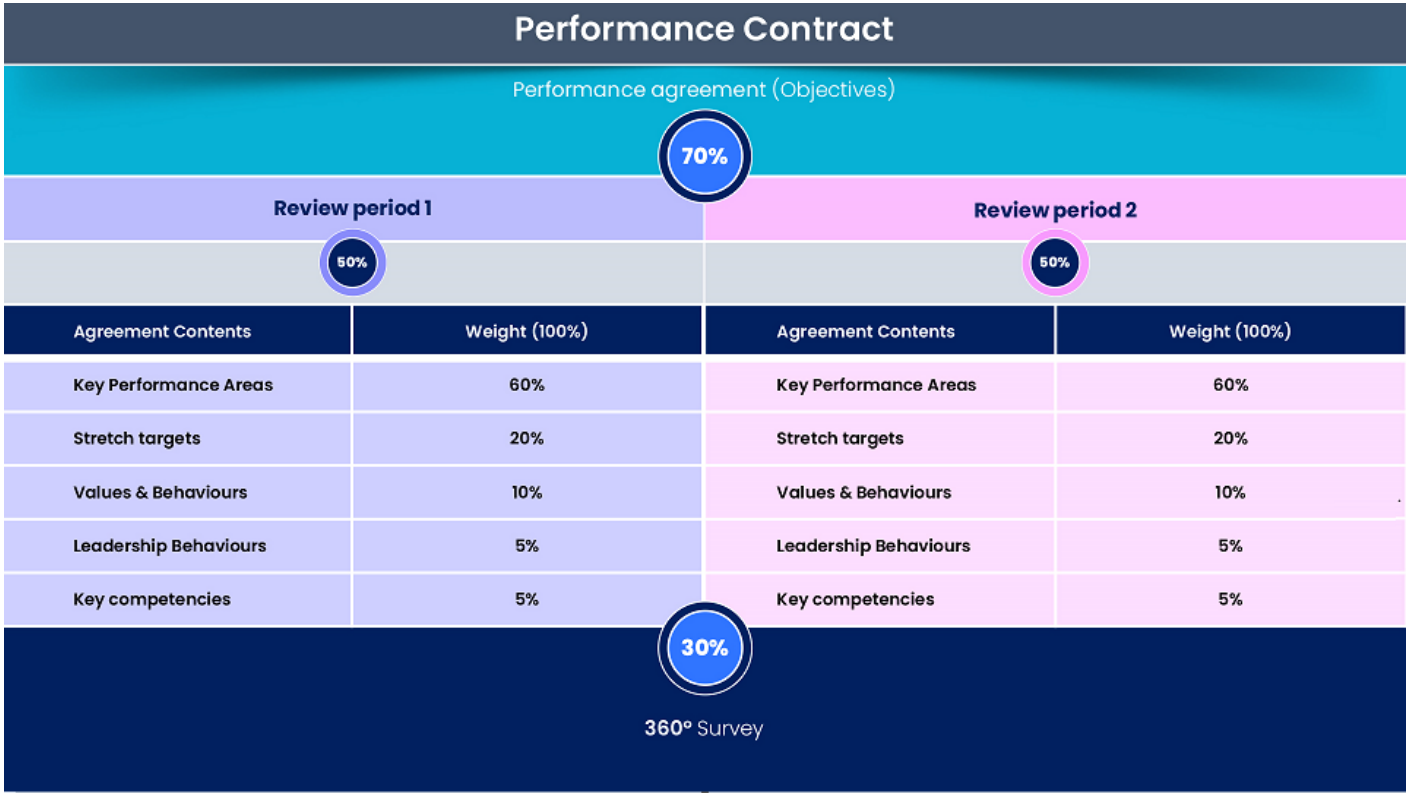 Performance Contract
Performance agreement (Objectives)
70%
Review period 1 Review period 2
50% 50%
Agreement Contents Weight (100%) Agreement Contents Weight (100%)
Key Performance Areas 60% Key Performance Areas 60%
Stretch targets 20% Stretch targets 20%
Values & Behaviours 10% Values & Behaviours 10%
Leadership Behaviours 5% Leadership Behaviours 5%
Key competencies 5% Key competencies 5%
30%
360° Survey